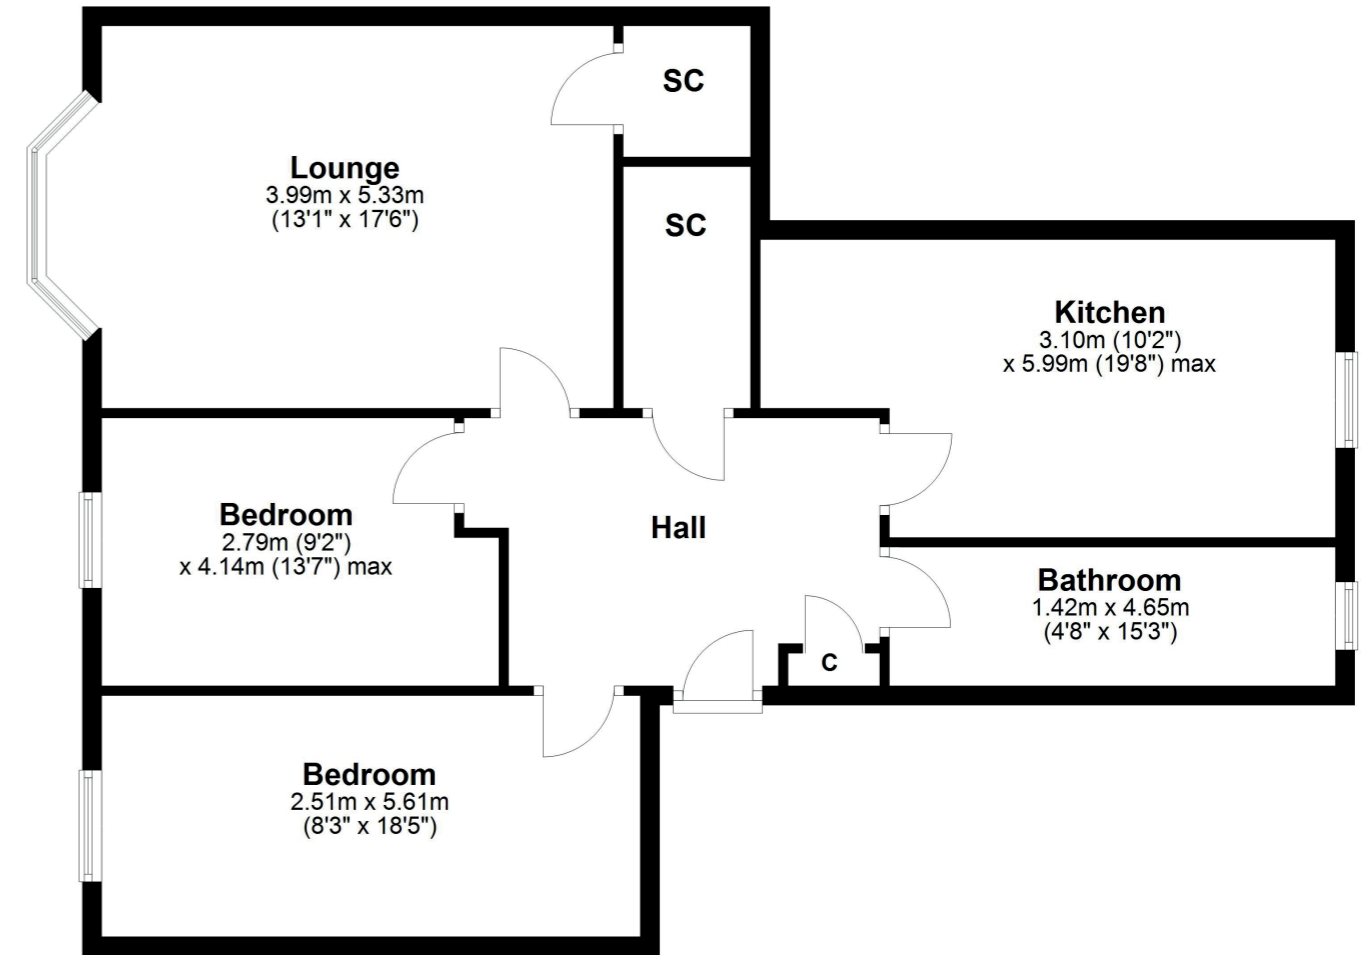 SC
Lounge
3.99m x 5.33m
(13'1" x 17'6")
SC
Kitchen
3.10m (10'2")
x 5.99m (19'8") max
Bedroom
2.79m (9'2")
x 4.14m (13'7") max
Hall
Bathroom
1.42m x 4.65m
(4'8" x 15'3")
C
Bedroom
2.51m x 5.61m
(8'3" x 18'5")